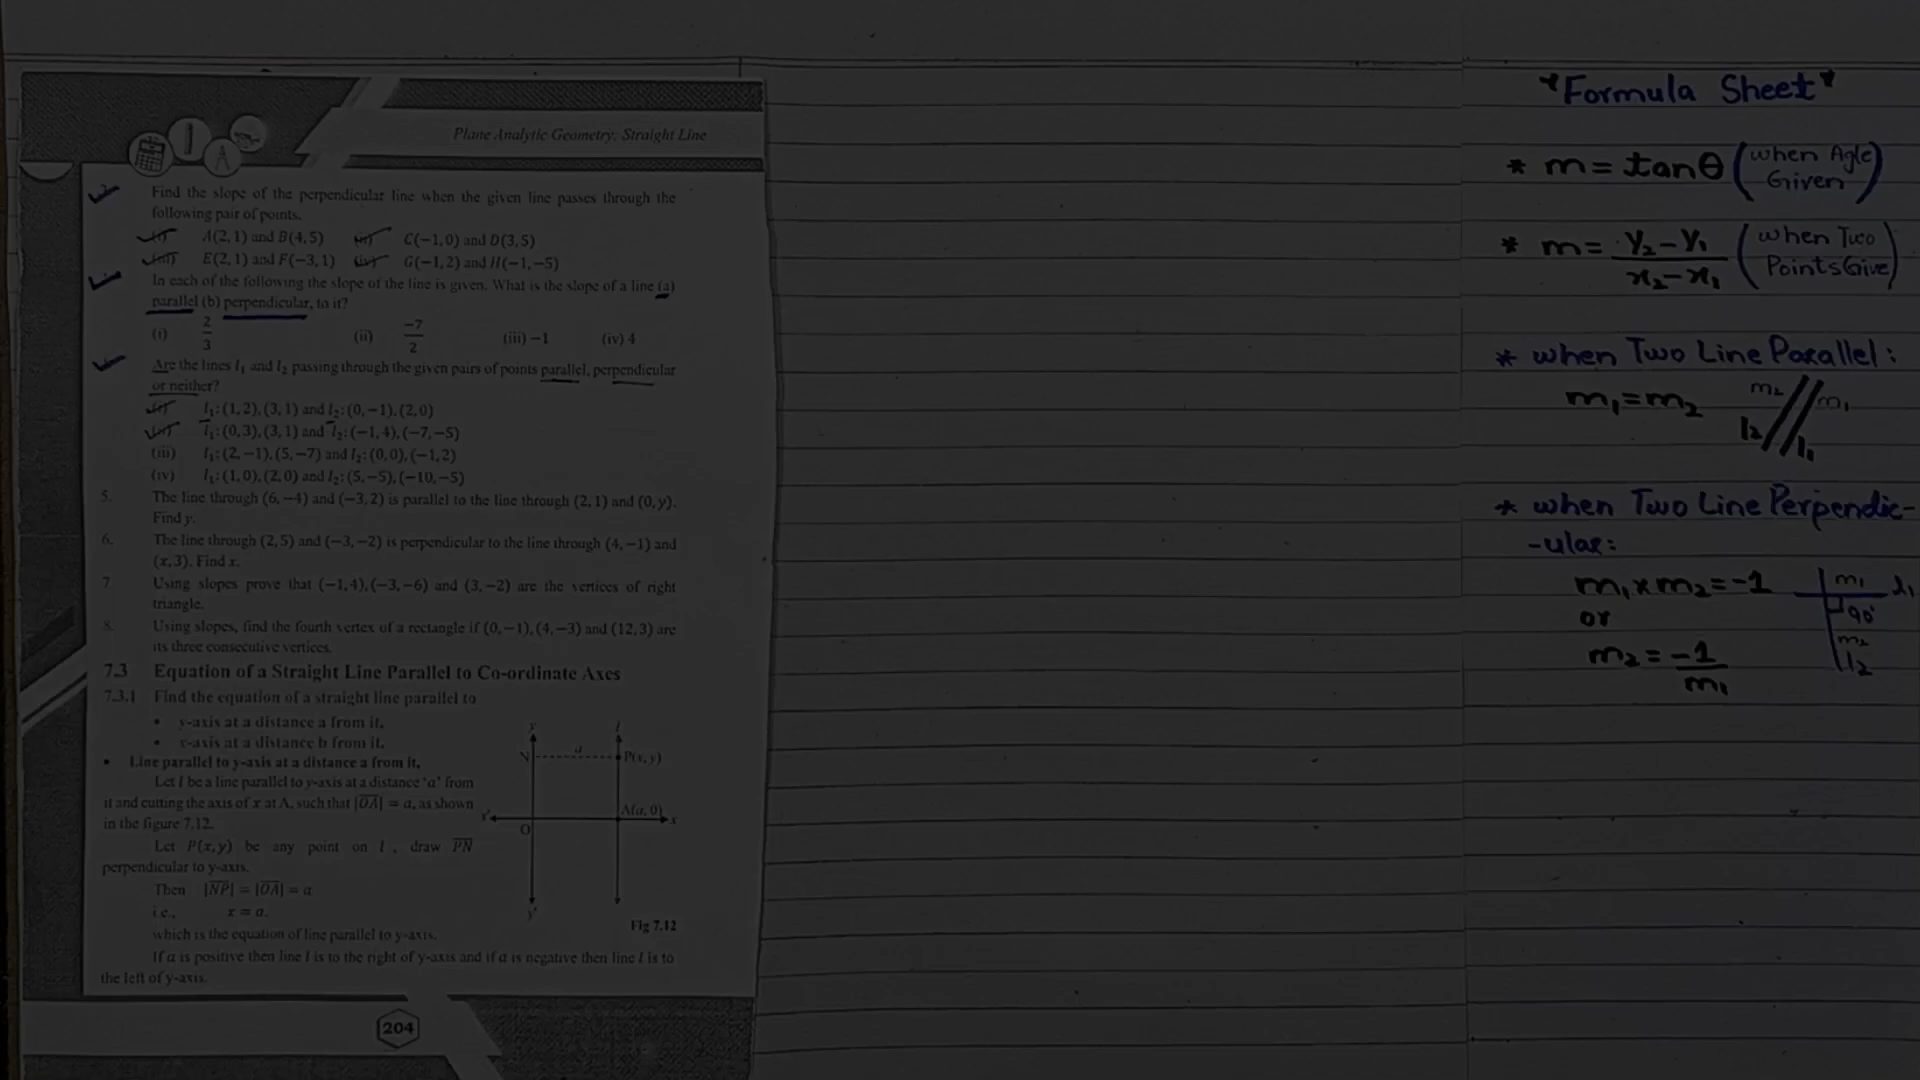 Plane Analytic Geometry: Straight Line
Find the slope of the perpendicular line when the given line passes through the
following pair of points.
(i) A(2, 1) and B(4, 5) (ii) C(−1, 0) and D(3, 5)
(iii) E(2, 1) and F(−3, 1) (iv) G(−1, 2) and H(−1, −5)
In each of the following the slope of the line is given. What is the slope of a line (a)
parallel (b) perpendicular, to it?
(i) 2/3 (ii) −7/2 (iii) −1 (iv) 4
Are the lines l₁ and l₂ passing through the given pairs of points parallel, perpendicular
or neither?
(i) l₁: (1, 2), (3, 1) and l₂: (0, −1), (2, 0)
(ii) l₁: (0, 3), (3, 1) and l₂: (−1, 4), (−7, −5)
(iii) l₁: (2, −1), (5, −7) and l₂: (0, 0), (−1, 2)
(iv) l₁: (1, 0), (2, 0) and l₂: (5, −5), (−10, −5)
5. The line through (6, −4) and (−3, 2) is parallel to the line through (2, 1) and (0, y).
Find y.
6. The line through (2, 5) and (−3, −2) is perpendicular to the line through (4, −1) and
(x, 3). Find x.
7. Using slopes prove that (−1, 4), (−3, −6) and (3, −2) are the vertices of right
triangle.
8. Using slopes, find the fourth vertex of a rectangle if (0, −1), (4, −3) and (12, 3) are
its three consecutive vertices.
7.3 Equation of a Straight Line Parallel to Co-ordinate Axes
7.3.1 Find the equation of a straight line parallel to
• y-axis at a distance a from it,
• x-axis at a distance b from it.
• Line parallel to y-axis at a distance a from it.
Let l be a line parallel to y-axis at a distance 'a' from
it and cutting the axis of x at A, such that |OA| = a, as shown
in the figure 7.12.
Let P(x, y) be any point on l , draw PN
perpendicular to y-axis.
Then |NP| = |OA| = a
i.e., x = a.
which is the equation of line parallel to y-axis.
If a is positive then line l is to the right of y-axis and if a is negative then line l is to
the left of y-axis.
y l
N a P(x, y)
A(a, 0)
x' O x
y'
Fig 7.12
204
"Formula Sheet"
* m = tanθ (when Agle Given)
* m = y₂−y₁ / x₂−x₁ (when Two Points Give)
* when Two Line Parallel:
m₁=m₂ m₂ m₁
l₂ l₁
* when Two Line Perpendic-
-ular:
m₁×m₂=−1 m₁ l₁
or 90°
m₂ = −1/m₁ m₂
l₂